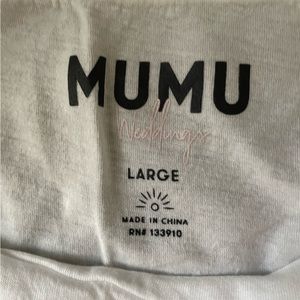 MUMU
Weddings
LARGE
MADE IN CHINA
RN# 133910